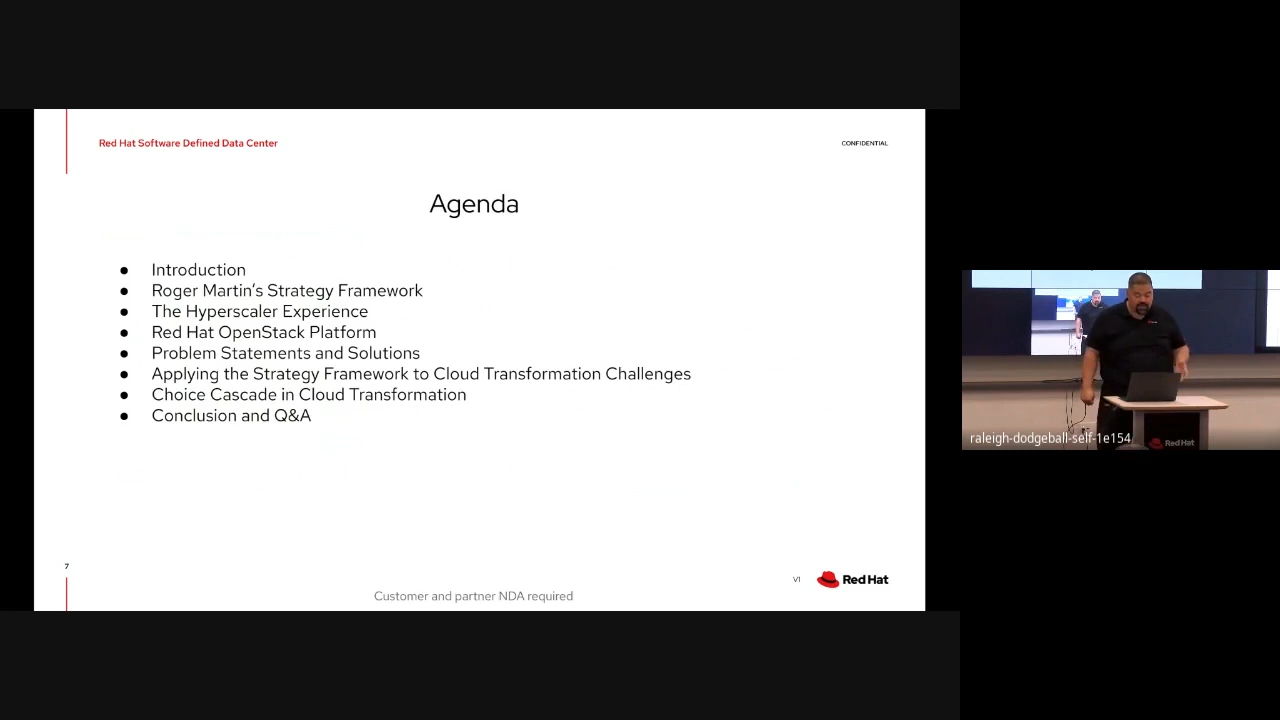 Red Hat Software Defined Data Center
CONFIDENTIAL
Agenda
● Introduction
● Roger Martin’s Strategy Framework
● The Hyperscaler Experience
● Red Hat OpenStack Platform
● Problem Statements and Solutions
● Applying the Strategy Framework to Cloud Transformation Challenges
● Choice Cascade in Cloud Transformation
● Conclusion and Q&A
7
V1
Red Hat
Customer and partner NDA required
raleigh-dodgeball-self-1e154
Red Hat